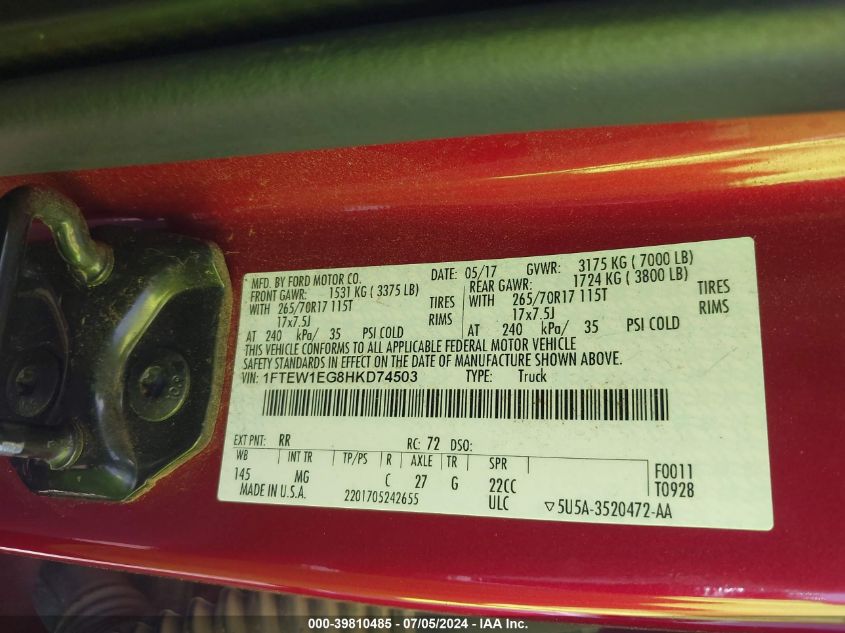 MFD. BY FORD MOTOR CO. DATE: 05/17 GVWR: 3175 KG ( 7000 LB)
FRONT GAWR: 1531 KG ( 3375 LB) REAR GAWR: 1724 KG ( 3800 LB)
WITH 265/70R17 115T TIRES WITH 265/70R17 115T TIRES
17x7.5J RIMS 17x7.5J RIMS
AT 240 kPa/ 35 PSI COLD AT 240 kPa/ 35 PSI COLD
THIS VEHICLE CONFORMS TO ALL APPLICABLE FEDERAL MOTOR VEHICLE
SAFETY STANDARDS IN EFFECT ON THE DATE OF MANUFACTURE SHOWN ABOVE.
VIN: 1FTEW1EG8HKD74503 TYPE: Truck
EXT PNT: RR RC: 72 DSO:
WB INT TR TP/PS R AXLE TR SPR F0011
145 MG C 27 G 22CC T0928
MADE IN U.S.A. 2201705242655 ULC ▽5U5A-3520472-AA
000-39810485 - 07/05/2024 - IAA Inc.